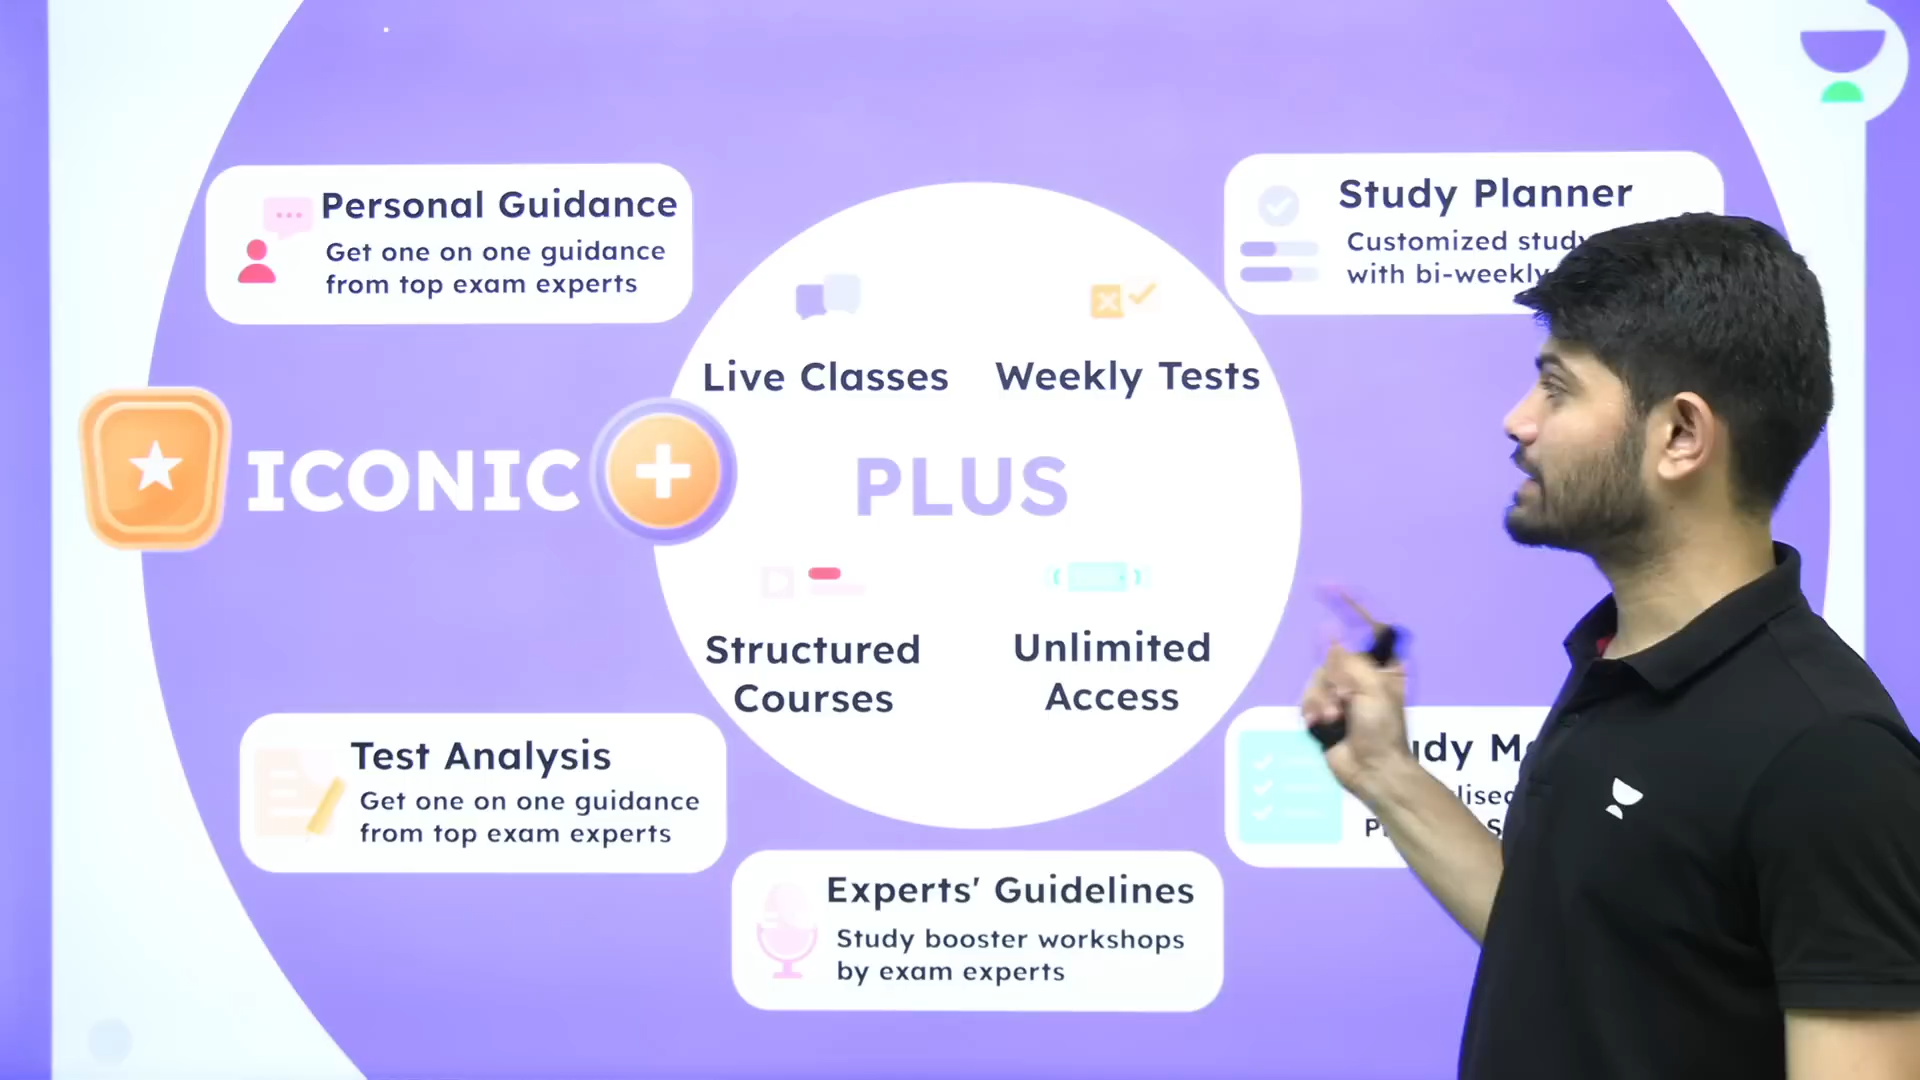 Personal Guidance
Get one on one guidance
from top exam experts
Study Planner
Customized study
with bi-weekly
Live Classes
Weekly Tests
ICONIC
PLUS
Structured
Courses
Unlimited
Access
Test Analysis
Get one on one guidance
from top exam experts
Experts' Guidelines
Study booster workshops
by exam experts